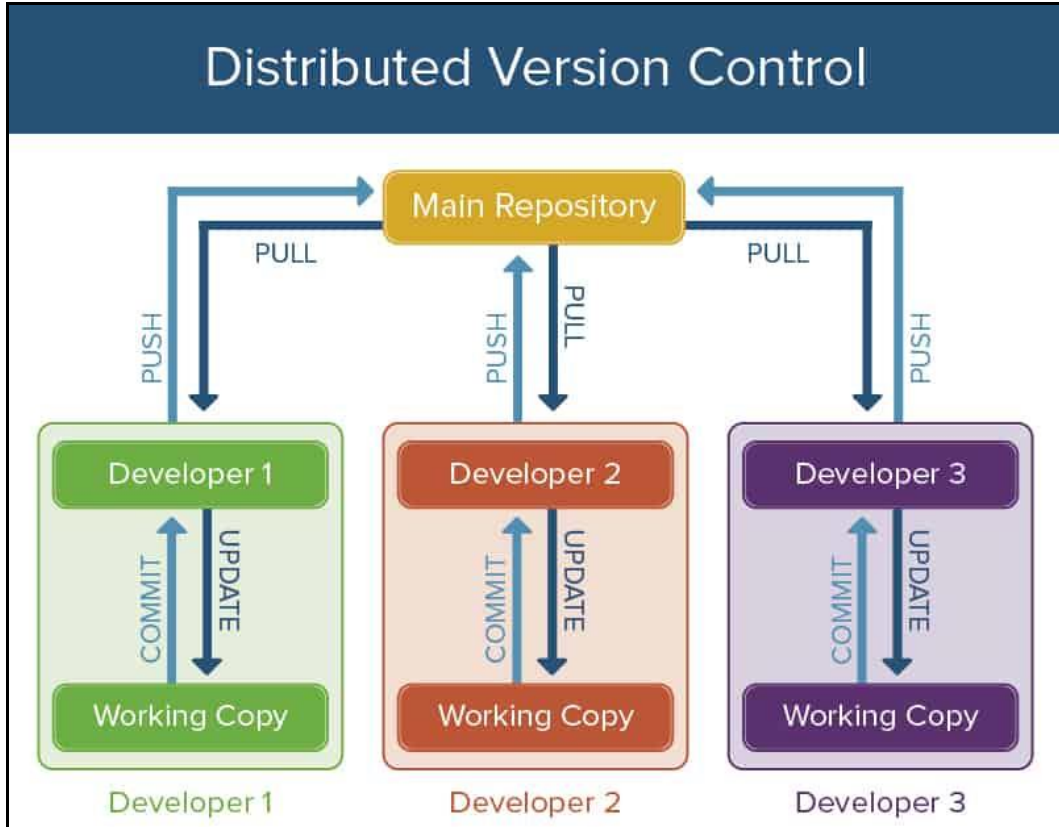 Distributed Version Control
Main Repository
PULL
PULL
PULL
PUSH
PUSH
PUSH
Developer 1
Developer 2
Developer 3
COMMIT
UPDATE
COMMIT
UPDATE
COMMIT
UPDATE
Working Copy
Working Copy
Working Copy
Developer 1
Developer 2
Developer 3